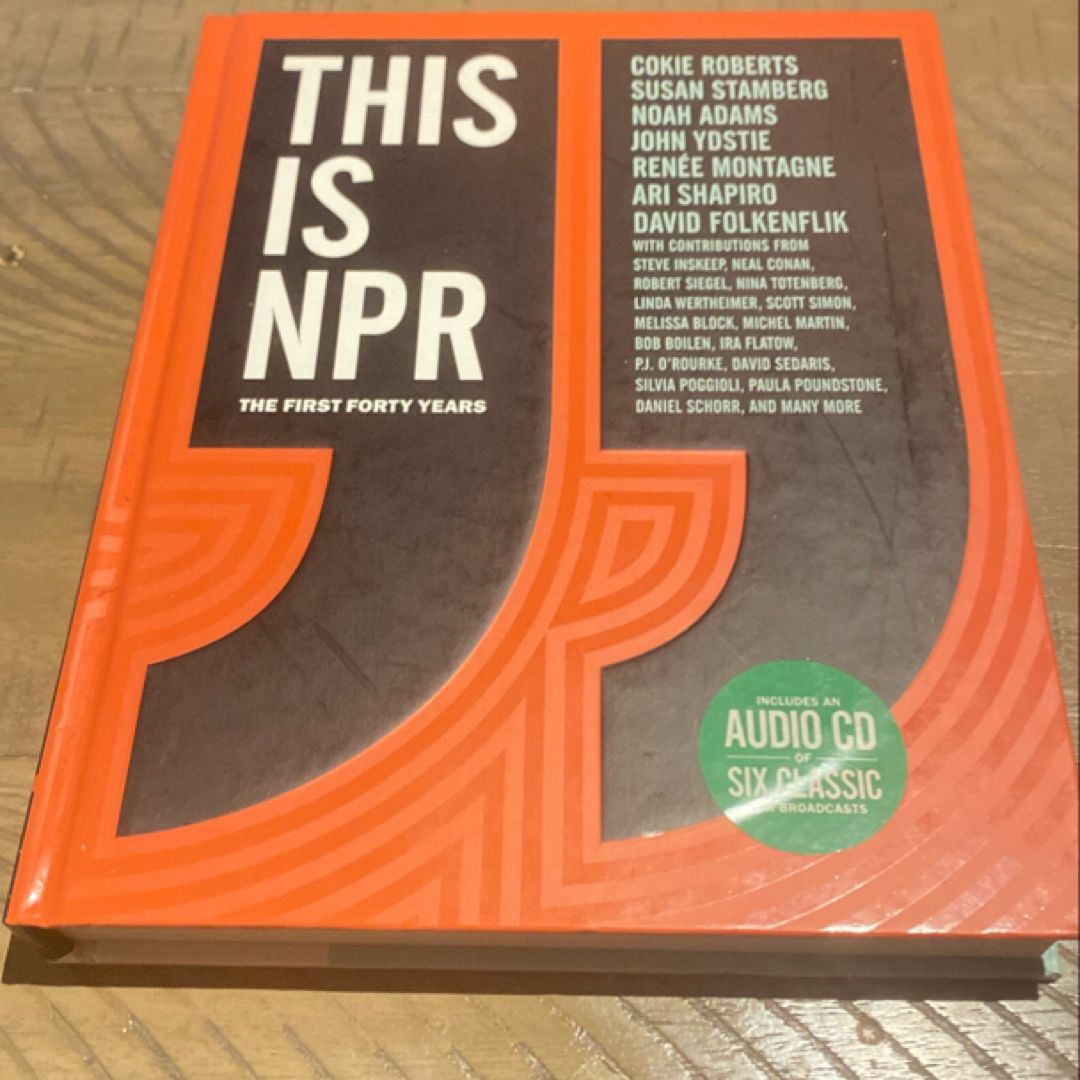 THIS
IS
NPR
THE FIRST FORTY YEARS
COKIE ROBERTS
SUSAN STAMBERG
NOAH ADAMS
JOHN YDSTIE
RENÉE MONTAGNE
ARI SHAPIRO
DAVID FOLKENFLIK
WITH CONTRIBUTIONS FROM
STEVE INSKEEP, NEAL CONAN,
ROBERT SIEGEL, NINA TOTENBERG,
LINDA WERTHEIMER, SCOTT SIMON,
MELISSA BLOCK, MICHEL MARTIN,
BOB BOILEN, IRA FLATOW,
P.J. O'ROURKE, DAVID SEDARIS,
SILVIA POGGIOLI, PAULA POUNDSTONE,
DANIEL SCHORR, AND MANY MORE
INCLUDES AN
AUDIO CD
OF
SIX CLASSIC
BROADCASTS